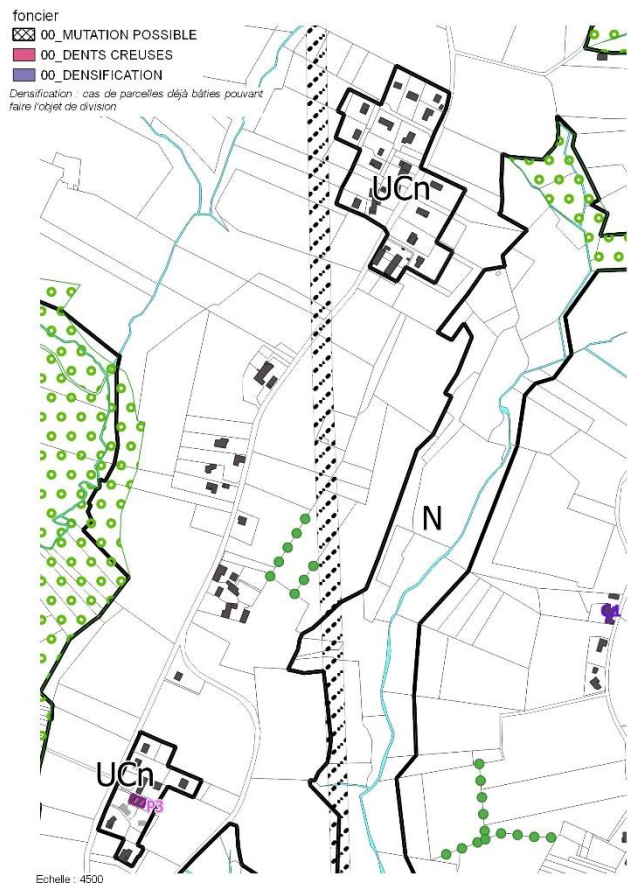 foncier
00_MUTATION POSSIBLE
00_DENTS CREUSES
00_DENSIFICATION
Densification : cas de parcelles déjà bâties pouvant
faire l'objet de division
UCn
N
UCn
P3
Echelle : 4500